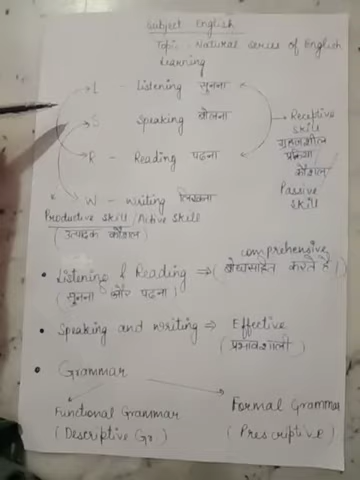 Subject English
Topic: Natural series of English
Learning
L - Listening सुनना
S Speaking बोलना
R - Reading पढ़ना
W - Writing लिखना
Receptive
skill
ग्रहणशील
प्रक्रिया /
कौशल
Passive
skill
Productive skill / Active skill
(उत्पादक कौशल)
comprehensive
• Listening & Reading ⇒ (बोधसहित करते है)
(सुनना और पढ़ना)
• Speaking and Writing ⇒ Effective
(प्रभावशाली)
• Grammar
Functional Grammar
(Descriptive Gr)
Formal Grammar
(Prescriptive)